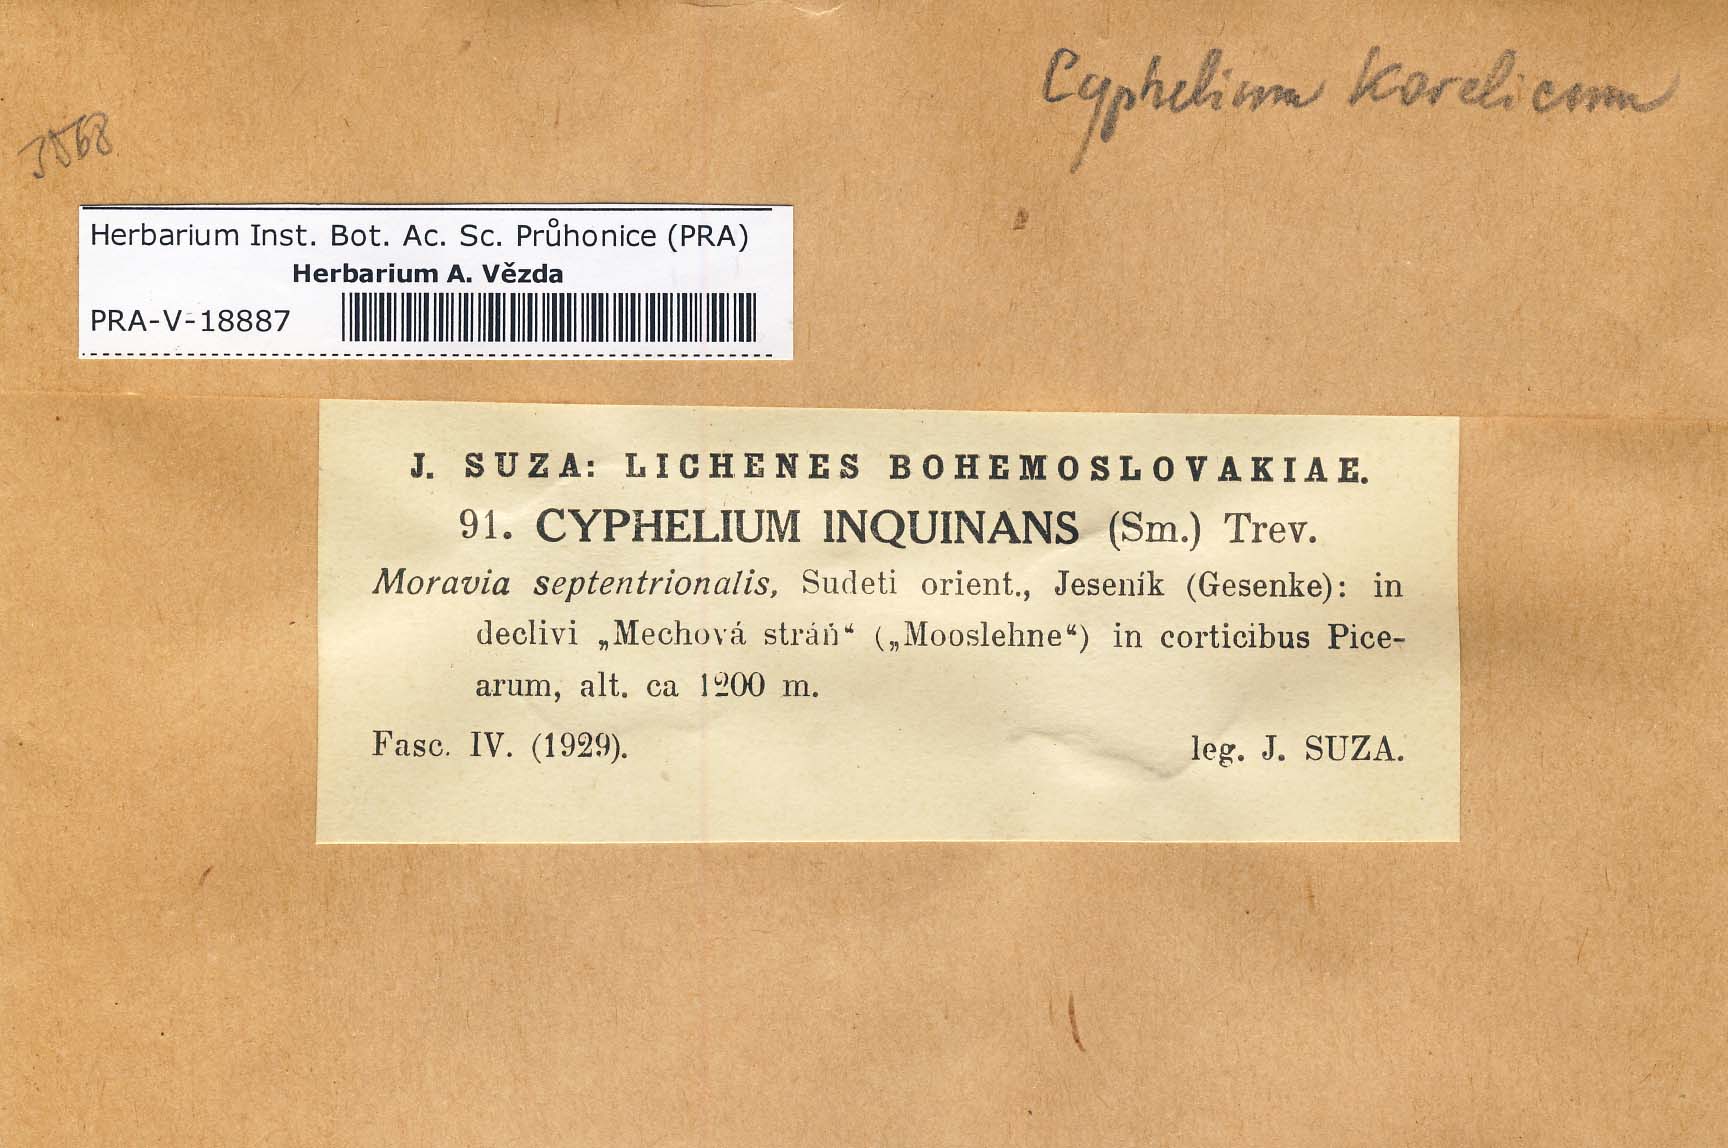 Cyphelium karelicum
3568
Herbarium Inst. Bot. Ac. Sc. Průhonice (PRA)
Herbarium A. Vězda
PRA-V-18887
J. SUZA: LICHENES BOHEMOSLOVAKIAE.
91. CYPHELIUM INQUINANS (Sm.) Trev.
Moravia septentrionalis, Sudeti orient., Jeseník (Gesenke): in
declivi „Mechová stráň“ („Mooslehne“) in corticibus Pice-
arum, alt. ca 1200 m.
Fasc. IV. (1929). leg. J. SUZA.